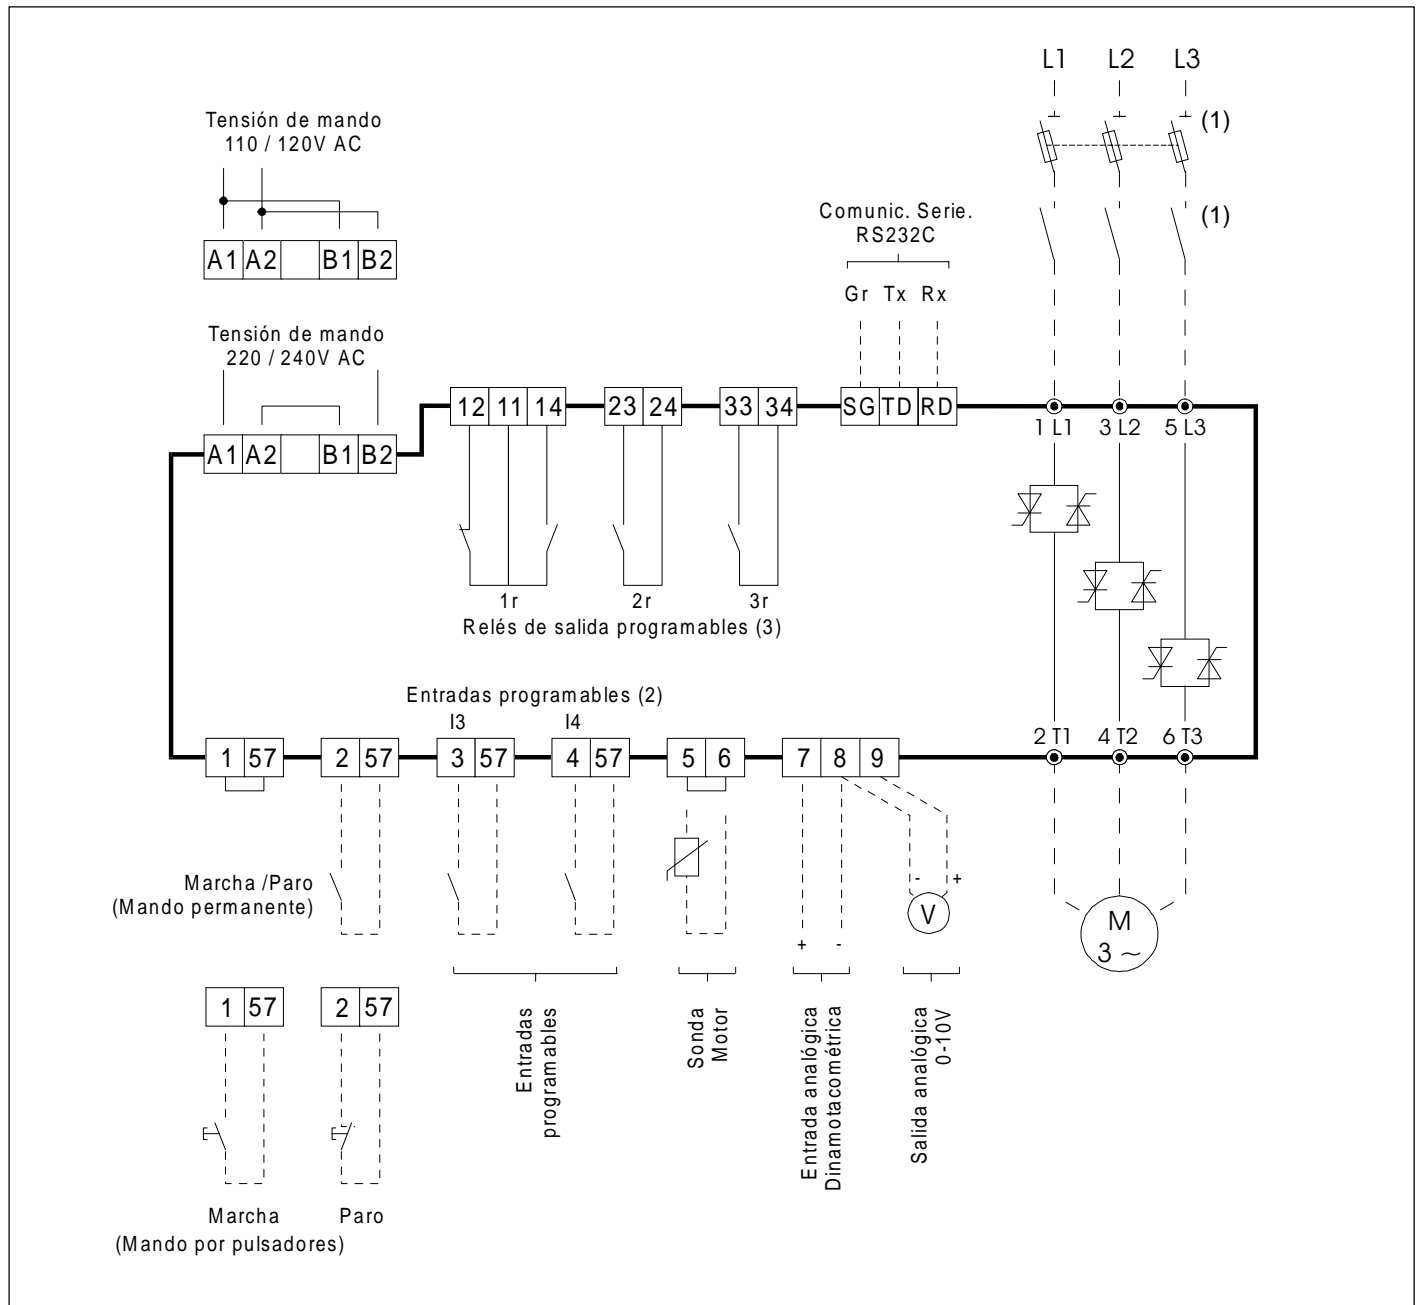 L1 L2 L3
(1)
Tensión de mando
110 / 120V AC
A1 A2 B1 B2
Comunic. Serie.
RS232C
(1)
Gr Tx Rx
Tensión de mando
220 / 240V AC
12 11 14 23 24 33 34 SG TD RD
1 L1 3 L2 5 L3
A1 A2 B1 B2
1r 2r 3r
Relés de salida programables (3)
Entradas programables (2)
I3 I4
2 T1 4 T2 6 T3
1 57 2 57 3 57 4 57 5 6 7 8 9
Marcha /Paro
(Mando permanente)
- +
V
M
3 ~
+ -
1 57 2 57
Entradas
programables
Sonda
Motor
Entrada analógica
Dinamotacométrica
Salida analógica
0-10V
Marcha Paro
(Mando por pulsadores)